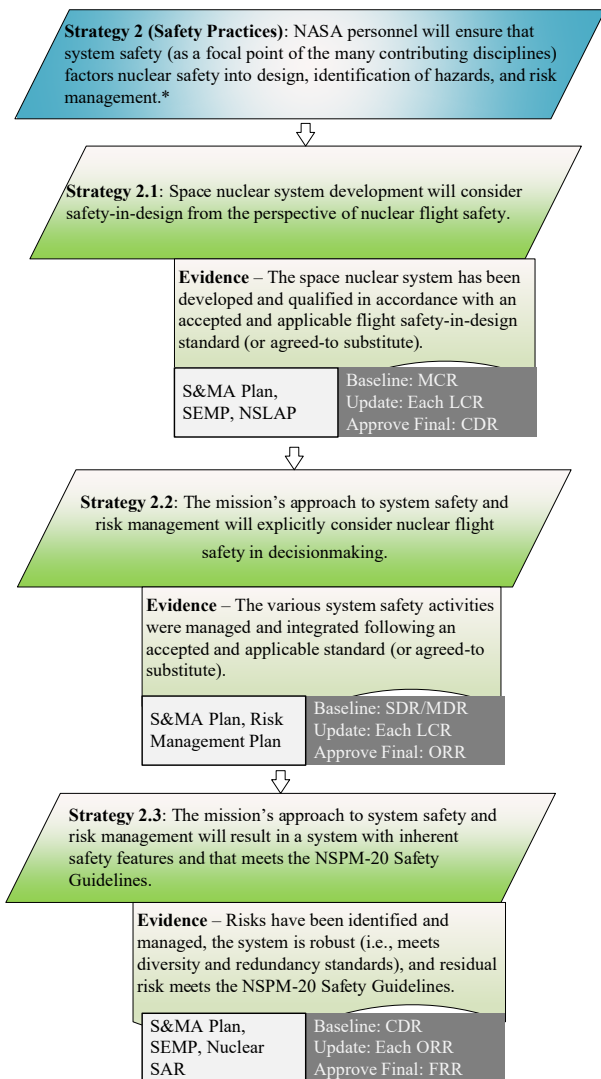 Strategy 2 (Safety Practices): NASA personnel will ensure that
system safety (as a focal point of the many contributing disciplines)
factors nuclear safety into design, identification of hazards, and risk
management.*
Strategy 2.1: Space nuclear system development will consider
safety-in-design from the perspective of nuclear flight safety.
Evidence – The space nuclear system has been
developed and qualified in accordance with an
accepted and applicable flight safety-in-design
standard (or agreed-to substitute).
S&MA Plan,
SEMP, NSLAP
Baseline: MCR
Update: Each LCR
Approve Final: CDR
Strategy 2.2: The mission’s approach to system safety and
risk management will explicitly consider nuclear flight
safety in decisionmaking.
Evidence – The various system safety activities
were managed and integrated following an
accepted and applicable standard (or agreed-to
substitute).
S&MA Plan, Risk
Management Plan
Baseline: SDR/MDR
Update: Each LCR
Approve Final: ORR
Strategy 2.3: The mission’s approach to system safety and
risk management will result in a system with inherent
safety features and that meets the NSPM-20 Safety
Guidelines.
Evidence – Risks have been identified and
managed, the system is robust (i.e., meets
diversity and redundancy standards), and residual
risk meets the NSPM-20 Safety Guidelines.
S&MA Plan,
SEMP, Nuclear
SAR
Baseline: CDR
Update: Each ORR
Approve Final: FRR